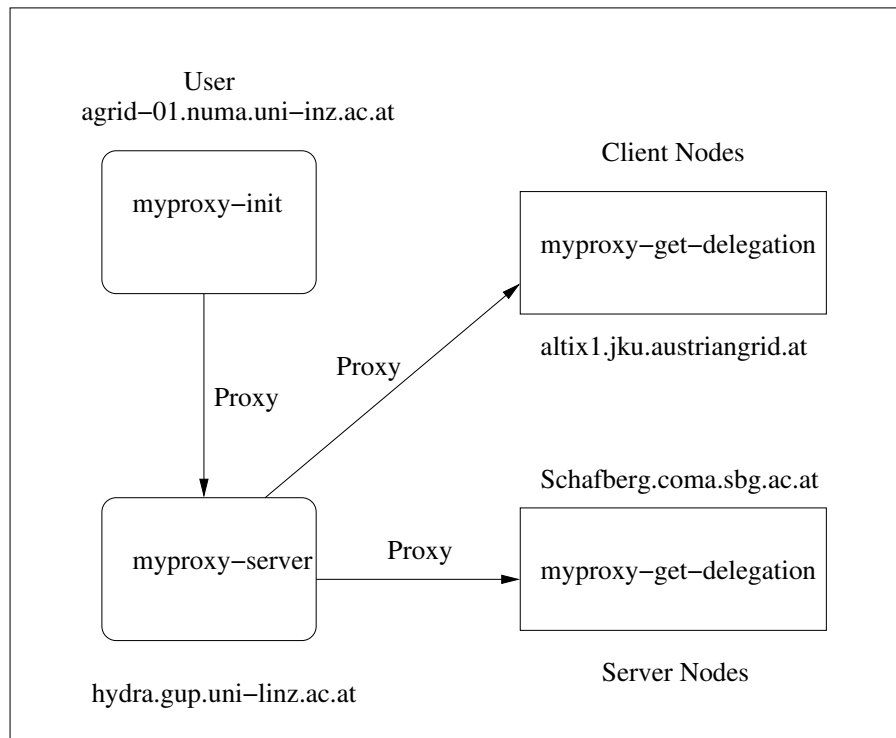 User
agrid−01.numa.uni−inz.ac.at
myproxy−init
Client Nodes
myproxy−get−delegation
altix1.jku.austriangrid.at
Proxy
Proxy
Schafberg.coma.sbg.ac.at
myproxy−server
Proxy
myproxy−get−delegation
hydra.gup.uni−linz.ac.at
Server Nodes